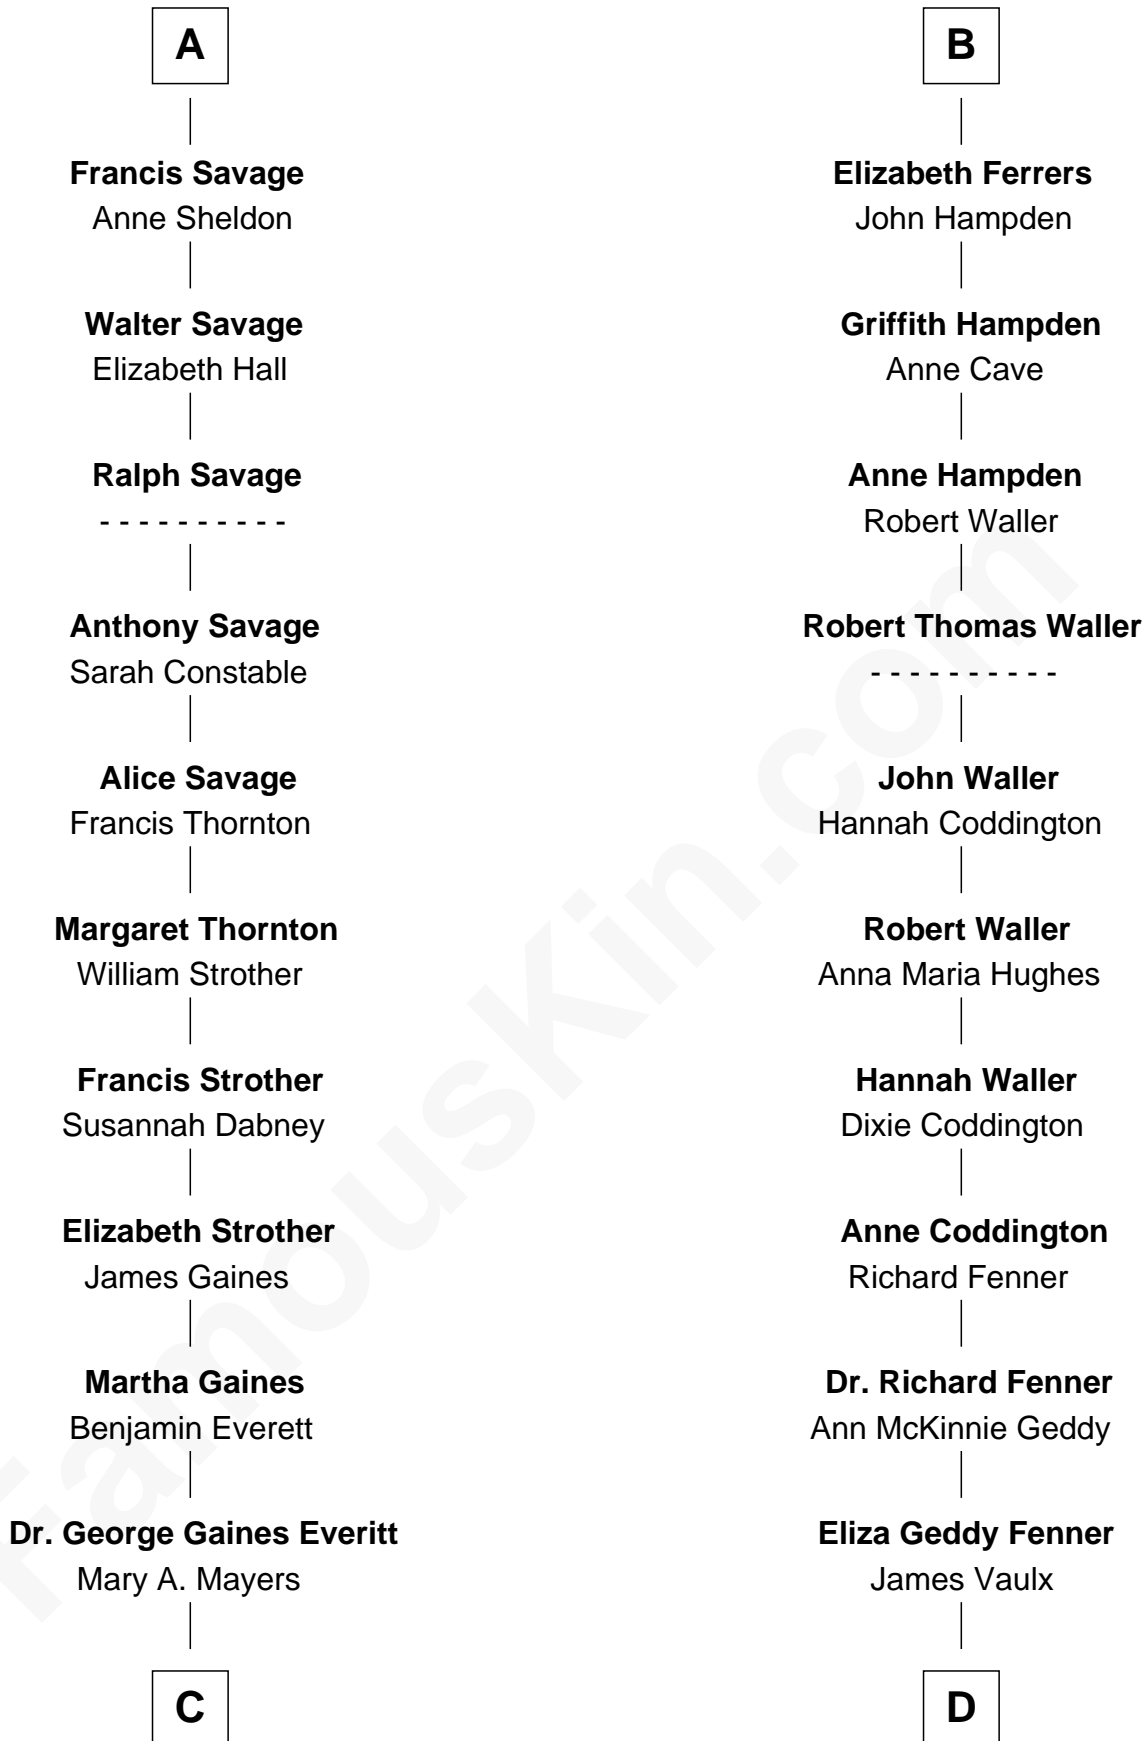 A
Francis Savage
Anne Sheldon
Walter Savage
Elizabeth Hall
Ralph Savage
- - - - - - - - - -
Anthony Savage
Sarah Constable
Alice Savage
Francis Thornton
Margaret Thornton
William Strother
Francis Strother
Susannah Dabney
Elizabeth Strother
James Gaines
Martha Gaines
Benjamin Everett
Dr. George Gaines Everitt
Mary A. Mayers
C
B
Elizabeth Ferrers
John Hampden
Griffith Hampden
Anne Cave
Anne Hampden
Robert Waller
Robert Thomas Waller
- - - - - - - - - -
John Waller
Hannah Coddington
Robert Waller
Anna Maria Hughes
Hannah Waller
Dixie Coddington
Anne Coddington
Richard Fenner
Dr. Richard Fenner
Ann McKinnie Geddy
Eliza Geddy Fenner
James Vaulx
D
FamousKin.com